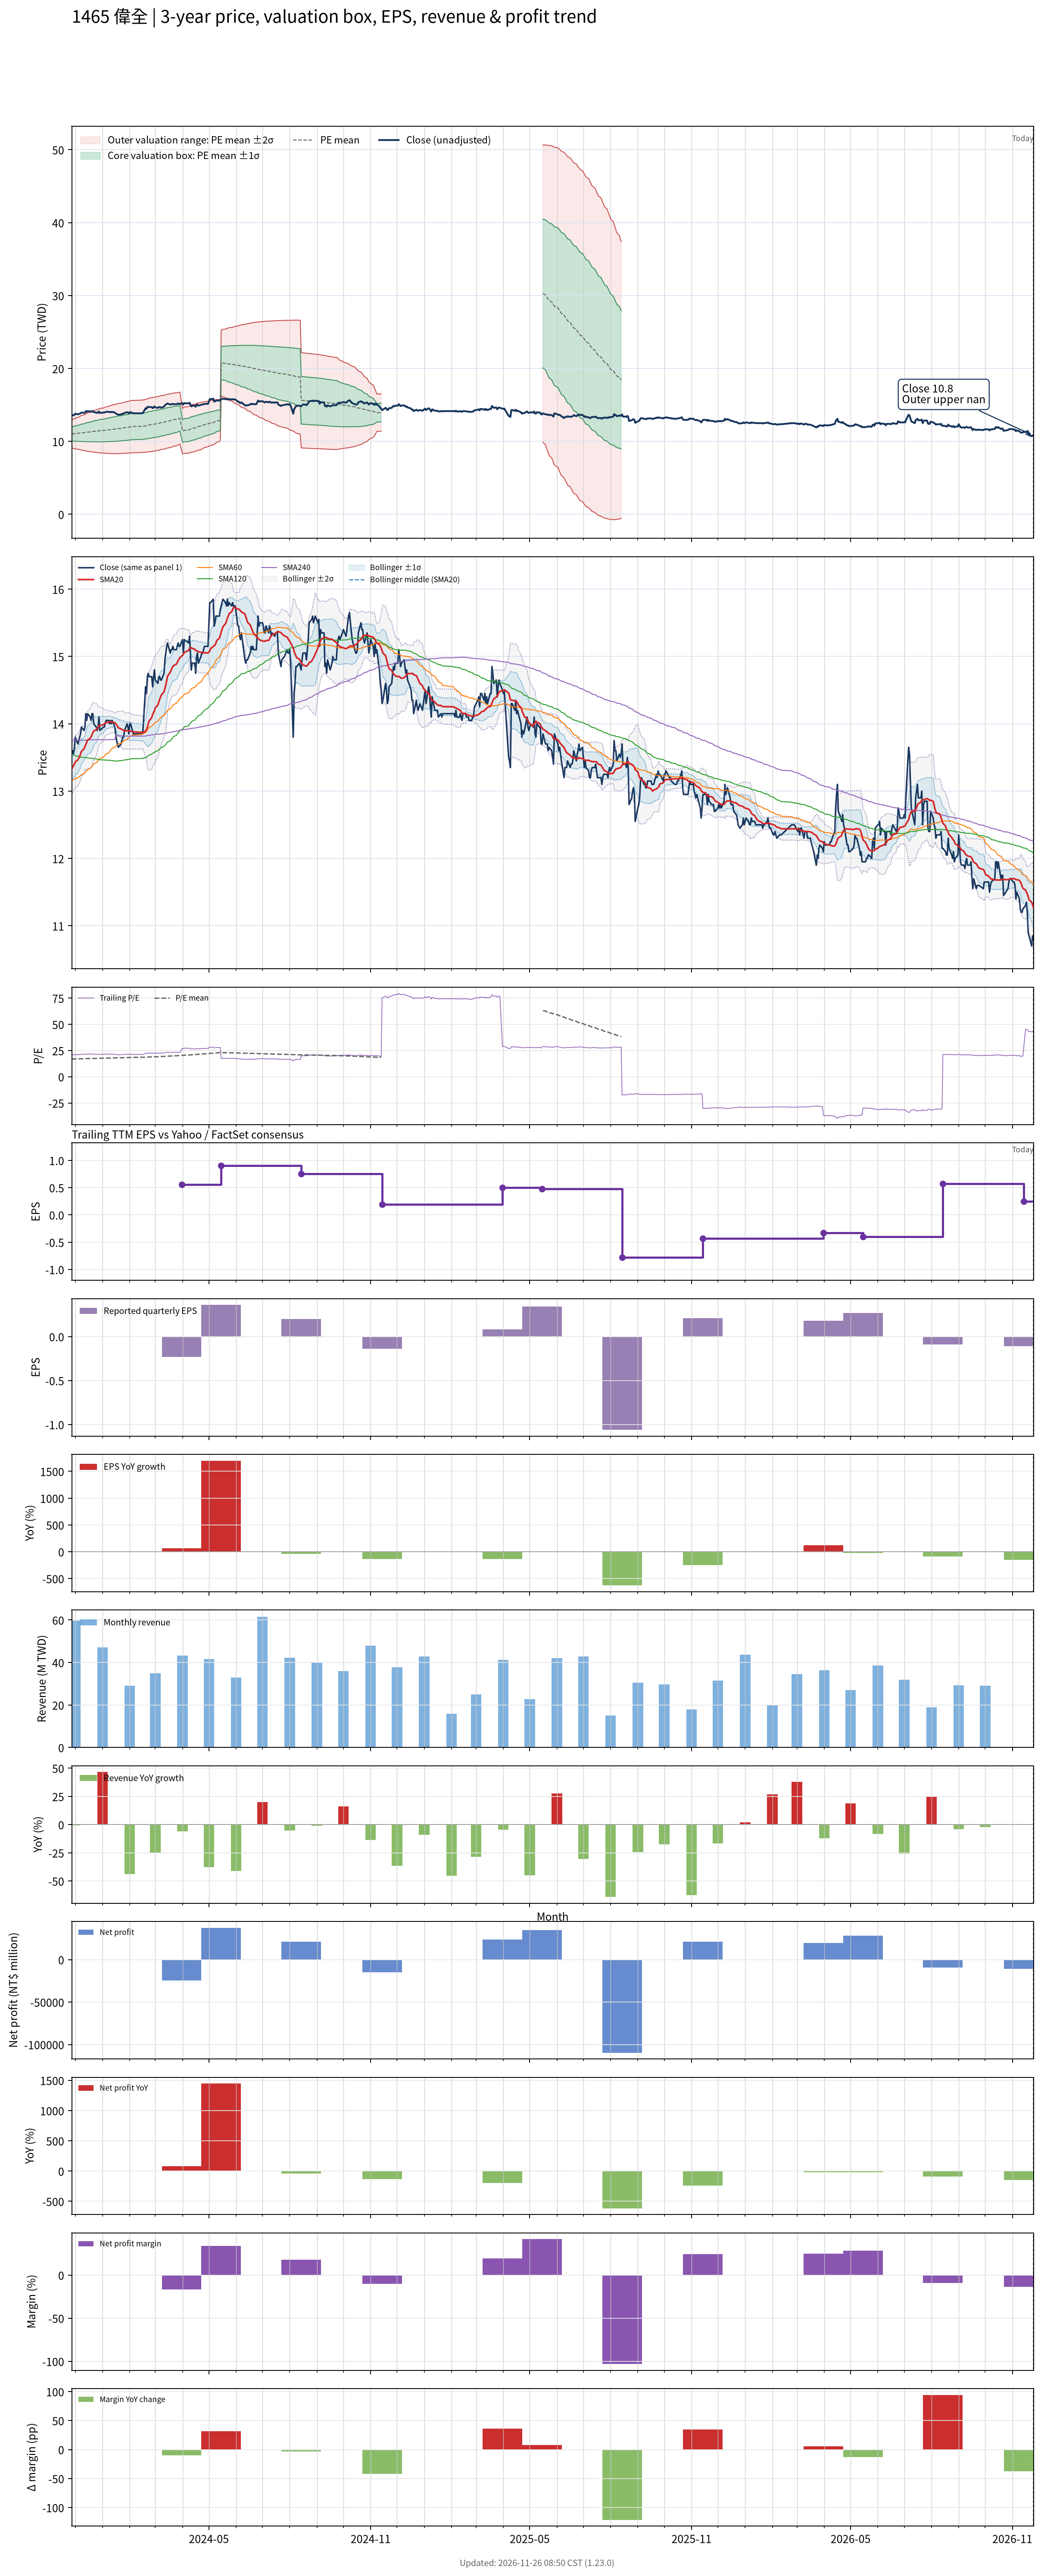 1465 偉全 | 3-year price, valuation box, EPS, revenue & profit trend
Outer valuation range: PE mean ±2σ
PE mean
Close (unadjusted)
Core valuation box: PE mean ±1σ
Today
50
40
30
20
10
0
Price (TWD)
Close 10.8
Outer upper nan
Close (same as panel 1)
SMA20
SMA60
SMA120
SMA240
Bollinger ±2σ
Bollinger ±1σ
Bollinger middle (SMA20)
16
15
14
13
12
11
Price
Trailing P/E
P/E mean
75
50
25
0
-25
P/E
Trailing TTM EPS vs Yahoo / FactSet consensus
Today
1.0
0.5
0.0
-0.5
-1.0
EPS
Reported quarterly EPS
0.0
-0.5
-1.0
EPS
EPS YoY growth
1500
1000
500
0
-500
YoY (%)
Monthly revenue
60
40
20
0
Revenue (M TWD)
Revenue YoY growth
50
25
0
-25
-50
YoY (%)
Month
Net profit
0
-50000
-100000
Net profit (NT$ million)
Net profit YoY
1500
1000
500
0
-500
YoY (%)
Net profit margin
0
-50
-100
Margin (%)
Margin YoY change
100
50
0
-50
-100
Δ margin (pp)
2024-05
2024-11
2025-05
2025-11
2026-05
2026-11
Updated: 2026-11-26 08:50 CST (1.23.0)